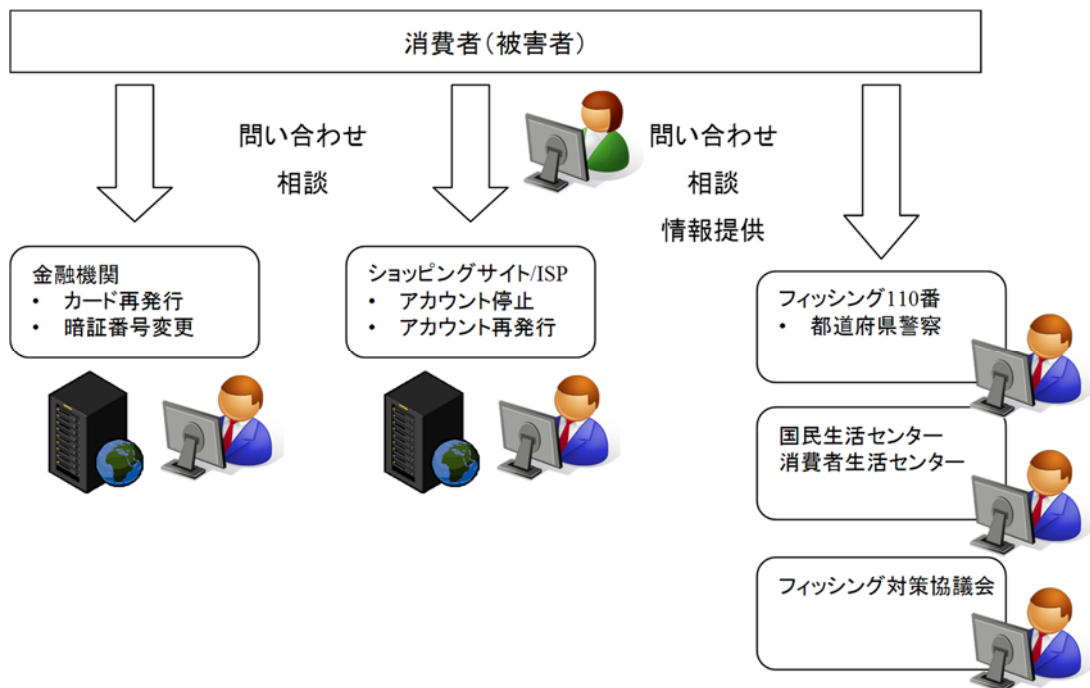 消費者(被害者)
問い合わせ
相談
問い合わせ
相談
情報提供
金融機関
• カード再発行
• 暗証番号変更
ショッピングサイト/ISP
• アカウント停止
• アカウント再発行
フィッシング110番
• 都道府県警察
国民生活センター
消費者生活センター
フィッシング対策協議会